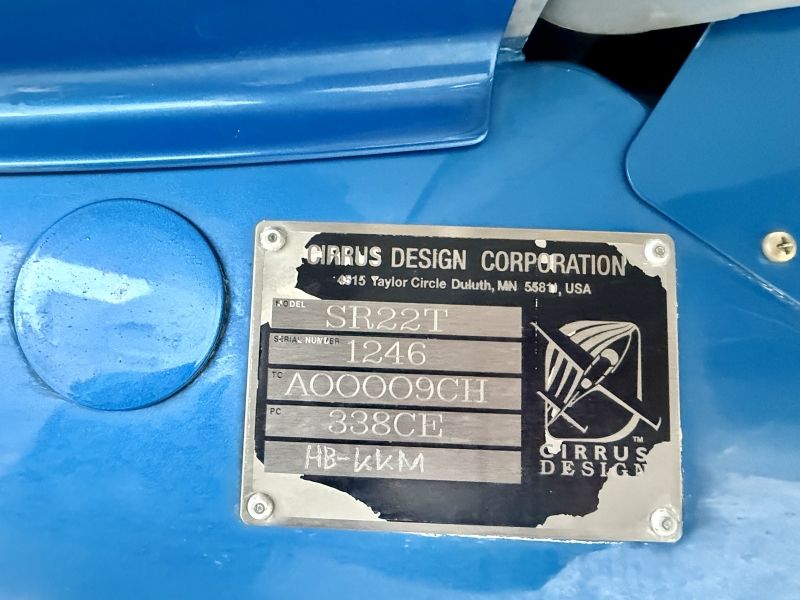 CIRRUS DESIGN CORPORATION
4515 Taylor Circle Duluth, MN 55811, USA
MODEL SR22T
SERIAL NUMBER 1246
TC A00009CH
PC 338CE
HB-KKM
CIRRUS
DESIGN
TM